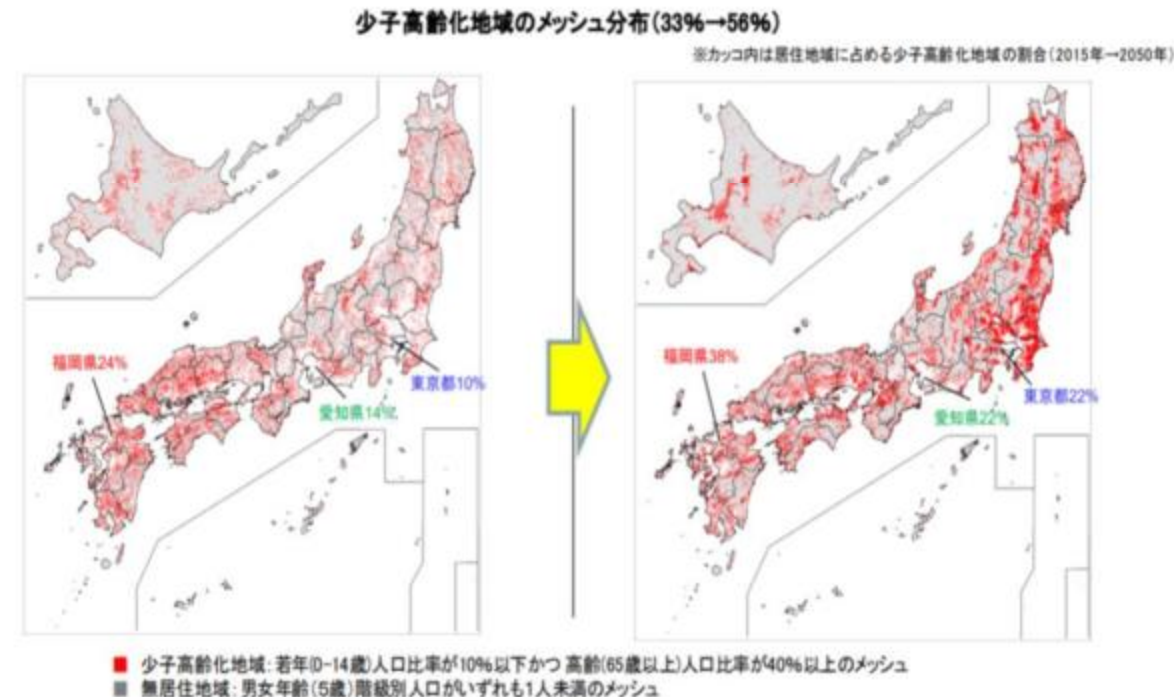 少子高齢化地域のメッシュ分布(33%→56%)
※カッコ内は居住地域に占める少子高齢化地域の割合(2015年→2050年)
福岡県24%
東京都10%
愛知県14%
福岡県38%
東京都22%
愛知県22%
少子高齢化地域:若年(0-14歳)人口比率が10%以下かつ 高齢(65歳以上)人口比率が40%以上のメッシュ
無居住地域:男女年齢(5歳)階級別人口がいずれも1人未満のメッシュ